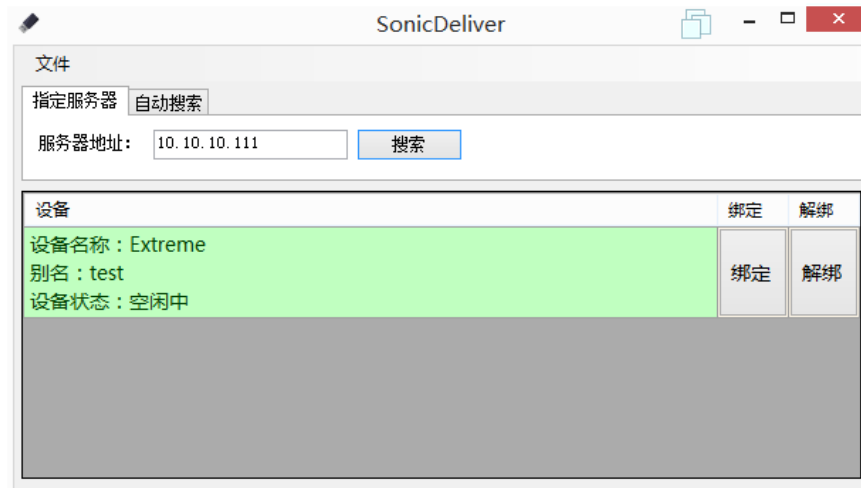 SonicDeliver
文件
指定服务器 自动搜索
服务器地址： 10.10.10.111 搜索
设备 绑定 解绑
设备名称：Extreme
别名：test
设备状态：空闲中
绑定 解绑